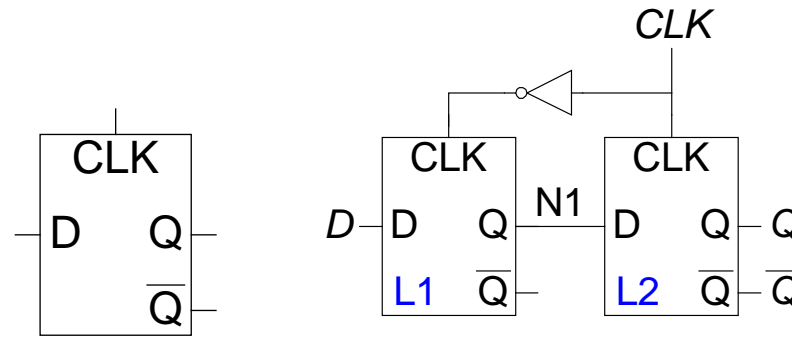 CLK
CLK
D Q
Q̅
CLK
CLK
D D Q N1 D Q Q
L1 Q̅ L2 Q̅ Q̅